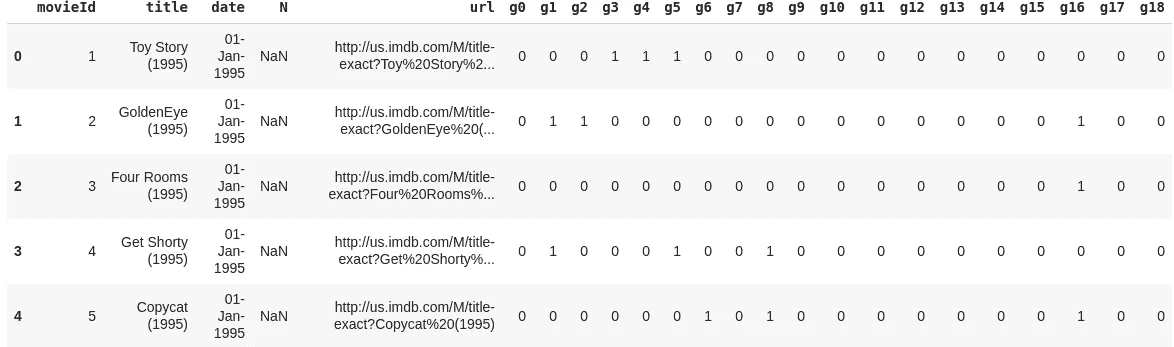 movieId title date N url g0 g1 g2 g3 g4 g5 g6 g7 g8 g9 g10 g11 g12 g13 g14 g15 g16 g17 g18
0 1 Toy Story (1995) 01-Jan-1995 NaN http://us.imdb.com/M/title-exact?Toy%20Story%2... 0 0 0 1 1 1 0 0 0 0 0 0 0 0 0 0 0 0 0
1 2 GoldenEye (1995) 01-Jan-1995 NaN http://us.imdb.com/M/title-exact?GoldenEye%20(... 0 1 1 0 0 0 0 0 0 0 0 0 0 0 0 0 1 0 0
2 3 Four Rooms (1995) 01-Jan-1995 NaN http://us.imdb.com/M/title-exact?Four%20Rooms%... 0 0 0 0 0 0 0 0 0 0 0 0 0 0 0 0 1 0 0
3 4 Get Shorty (1995) 01-Jan-1995 NaN http://us.imdb.com/M/title-exact?Get%20Shorty%... 0 1 0 0 0 1 0 0 1 0 0 0 0 0 0 0 0 0 0
4 5 Copycat (1995) 01-Jan-1995 NaN http://us.imdb.com/M/title-exact?Copycat%20(1995) 0 0 0 0 0 0 1 0 1 0 0 0 0 0 0 0 1 0 0